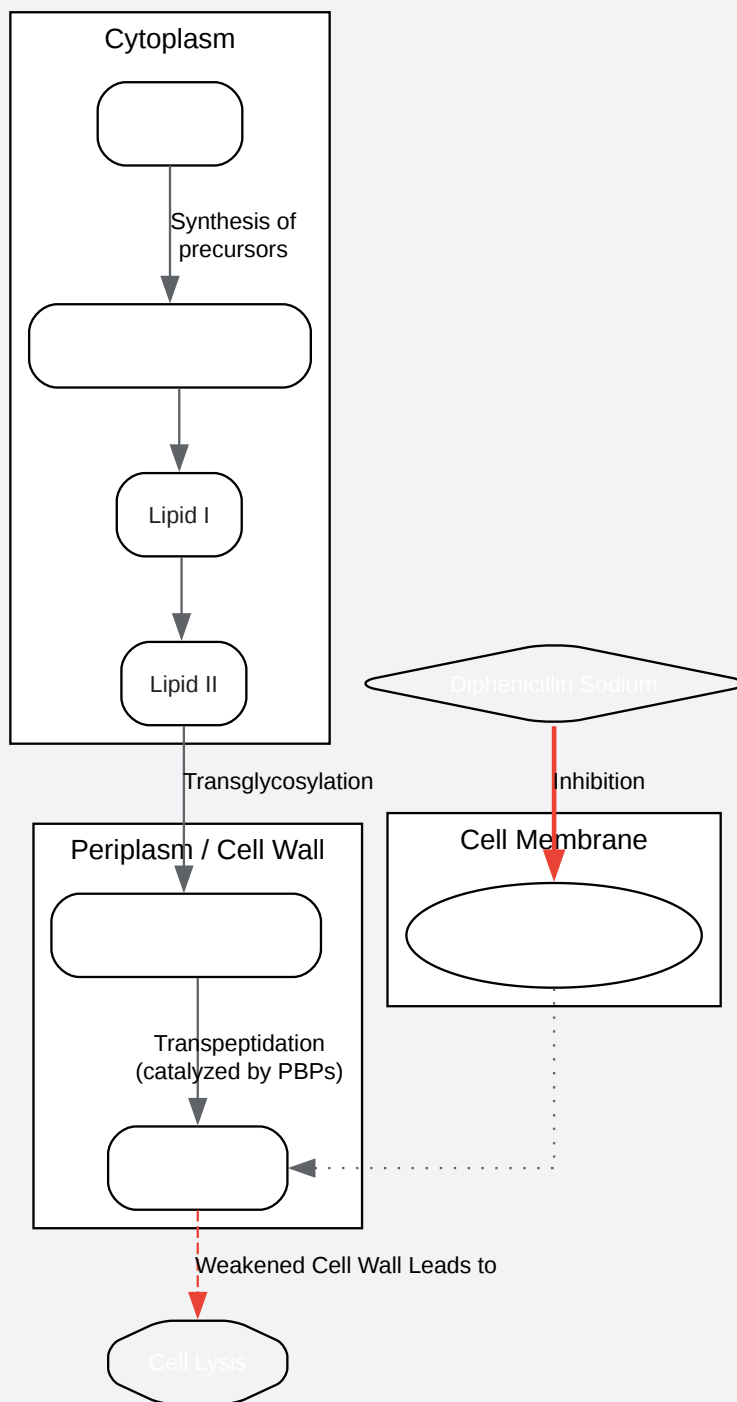 Cytoplasm
Synthesis of
precursors
Lipid I
Lipid II
Diphenicillin Sodium
Transglycosylation
Inhibition
Periplasm / Cell Wall
Cell Membrane
Transpeptidation
(catalyzed by PBPs)
Weakened Cell Wall Leads to
Cell Lysis